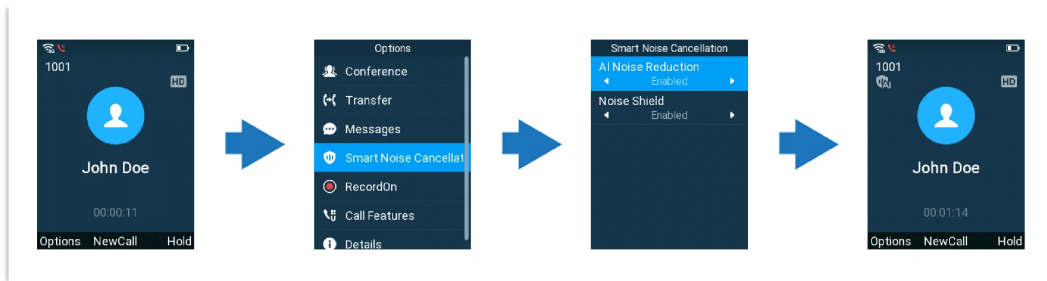 1001
HD
John Doe
00:00:11
Options NewCall Hold
Options
Conference
Transfer
Messages
Smart Noise Cancellat
RecordOn
Call Features
Details
Smart Noise Cancellation
AI Noise Reduction
Enabled
Noise Shield
Enabled
1001
AI
HD
John Doe
00:01:14
Options NewCall Hold